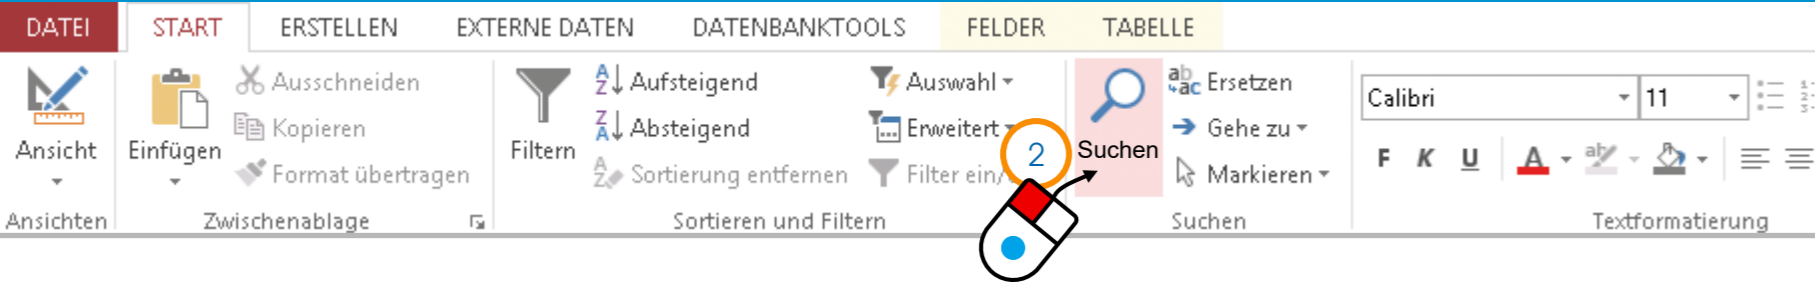 DATEI START ERSTELLEN EXTERNE DATEN DATENBANKTOOLS FELDER TABELLE
Ansicht
Ansichten
Einfügen
Ausschneiden
Kopieren
Format übertragen
Zwischenablage
Filtern
Aufsteigend
Absteigend
Sortierung entfernen
Auswahl
Erweitert
Filter ein/
Sortieren und Filtern
2
Suchen
Ersetzen
Gehe zu
Markieren
Suchen
Calibri 11
F K U A
Textformatierung